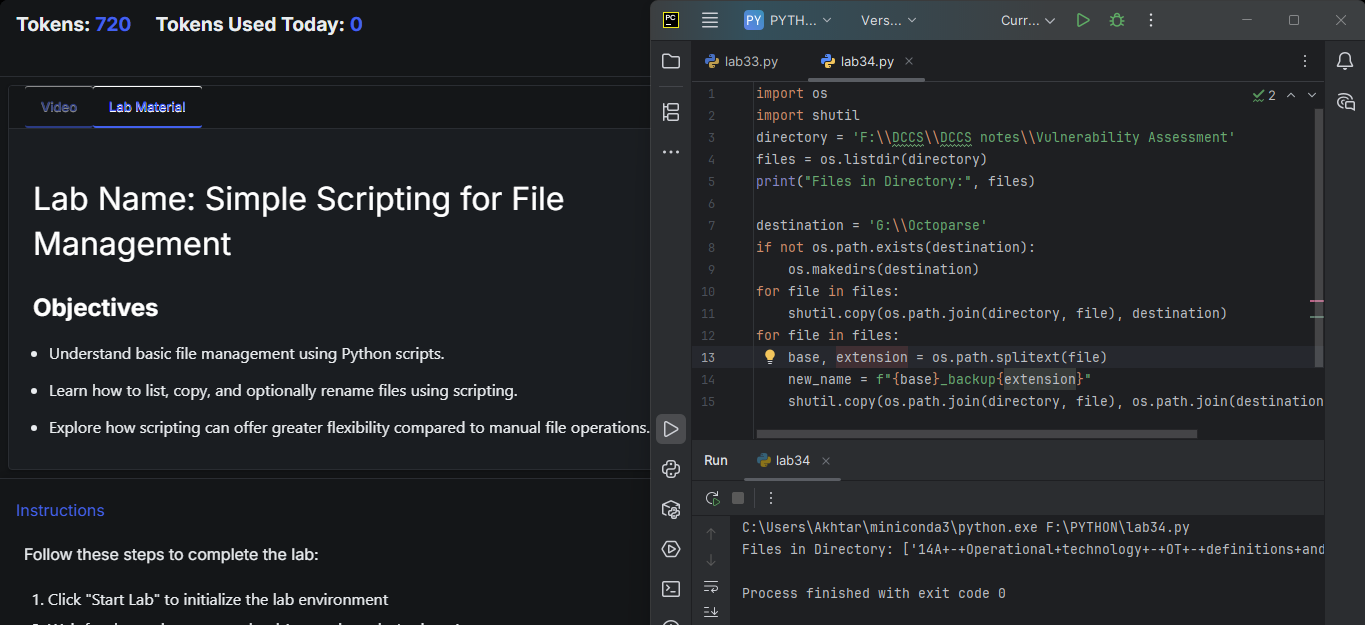 Tokens: 720 Tokens Used Today: 0
Video Lab Material
Lab Name: Simple Scripting for File
Management
Objectives
• Understand basic file management using Python scripts.
• Learn how to list, copy, and optionally rename files using scripting.
• Explore how scripting can offer greater flexibility compared to manual file operations.
Instructions
Follow these steps to complete the lab:
1. Click "Start Lab" to initialize the lab environment
PC PY PYTH... Vers... Curr...
lab33.py lab34.py
2
1 import os
2 import shutil
3 directory = 'F:\\DCCS\\DCCS notes\\Vulnerability Assessment'
4 files = os.listdir(directory)
5 print("Files in Directory:", files)
6
7 destination = 'G:\\Octoparse'
8 if not os.path.exists(destination):
9 os.makedirs(destination)
10 for file in files:
11 shutil.copy(os.path.join(directory, file), destination)
12 for file in files:
13 base, extension = os.path.splitext(file)
14 new_name = f"{base}_backup{extension}"
15 shutil.copy(os.path.join(directory, file), os.path.join(destination
Run lab34
C:\Users\Akhtar\miniconda3\python.exe F:\PYTHON\lab34.py
Files in Directory: ['14A+-+Operational+technology+-+OT+-+definitions+and
Process finished with exit code 0